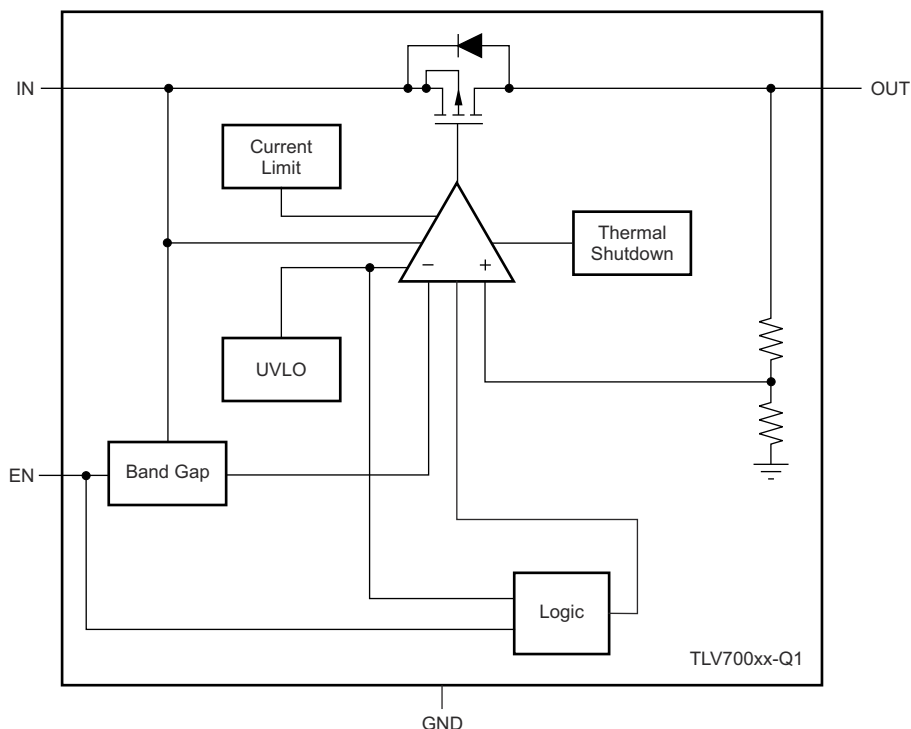 IN
OUT
Current
Limit
Thermal
Shutdown
−
+
UVLO
EN
Band Gap
Logic
TLV700xx-Q1
GND